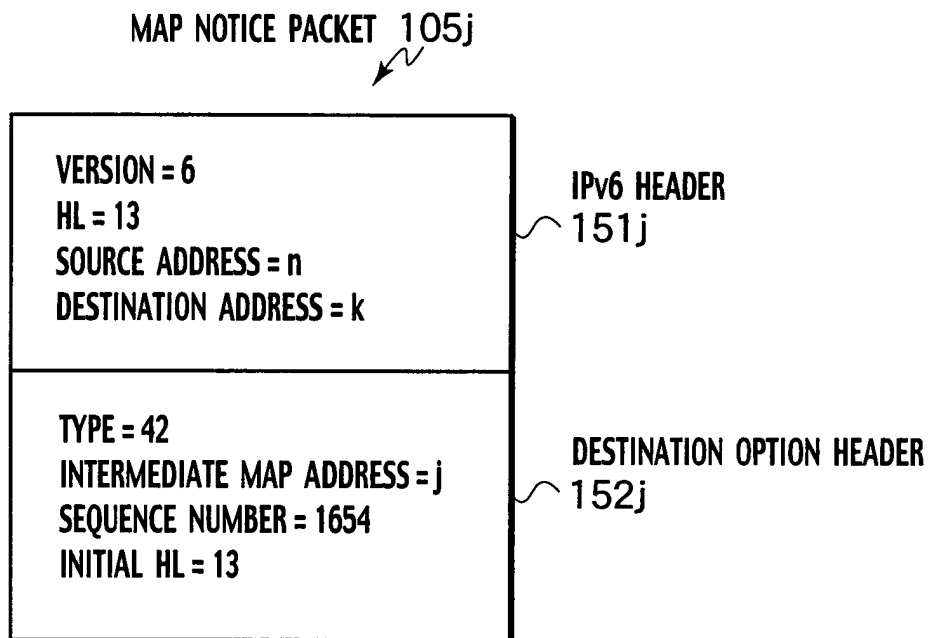 MAP NOTICE PACKET 105j
VERSION = 6
HL = 13
SOURCE ADDRESS = n
DESTINATION ADDRESS = k
IPv6 HEADER
151j
TYPE = 42
INTERMEDIATE MAP ADDRESS = j
SEQUENCE NUMBER = 1654
INITIAL HL = 13
DESTINATION OPTION HEADER
152j